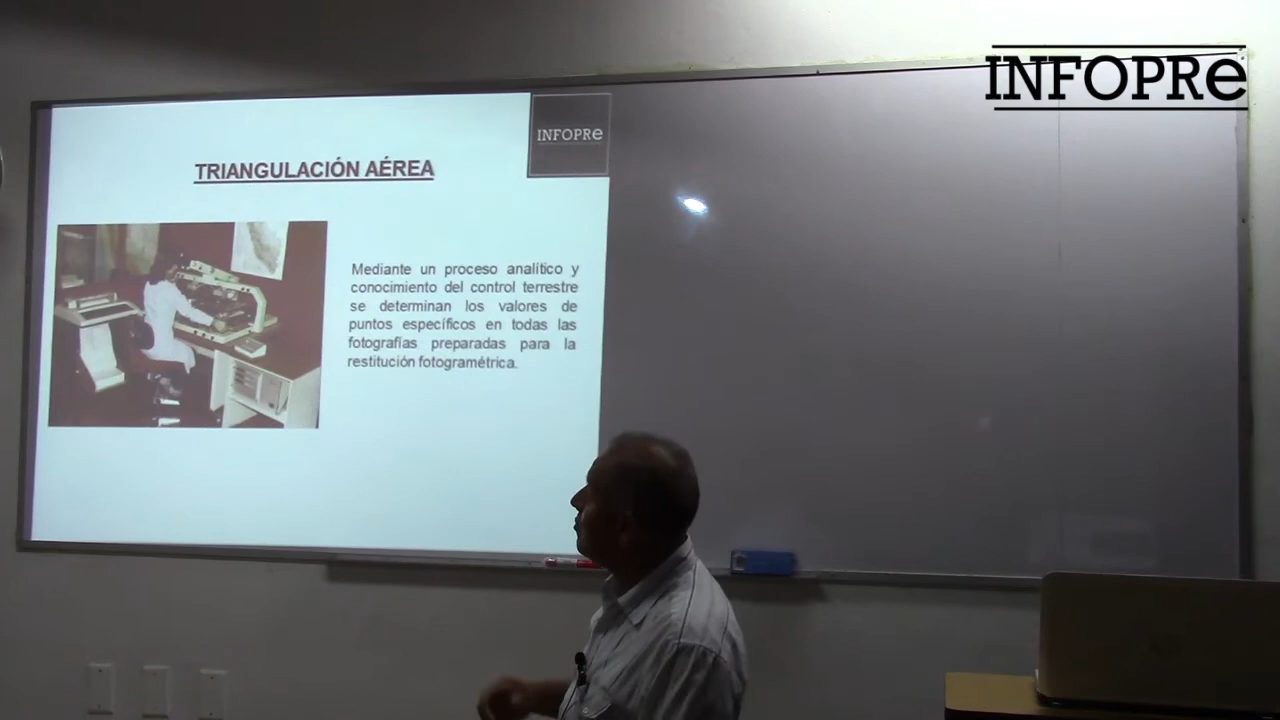 INFOPRe
INFOPRe
TRIANGULACIÓN AÉREA
Mediante un proceso analítico y
conocimiento del control terrestre
se determinan los valores de
puntos específicos en todas las
fotografías preparadas para la
restitución fotogramétrica.